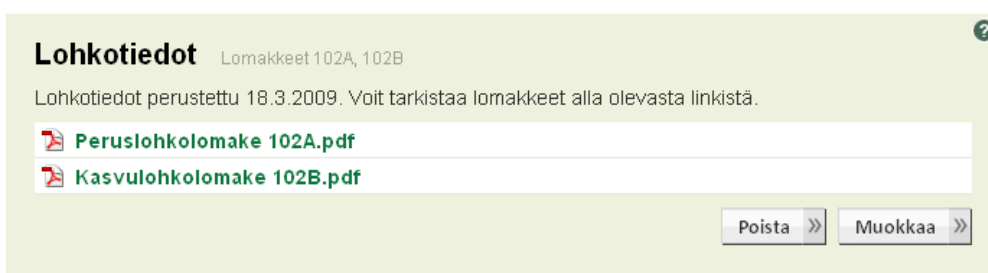 ?
Lohkotiedot Lomakkeet 102A, 102B
Lohkotiedot perustettu 18.3.2009. Voit tarkistaa lomakkeet alla olevasta linkistä.
Peruslohkolomake 102A.pdf
Kasvulohkolomake 102B.pdf
Poista » Muokkaa »